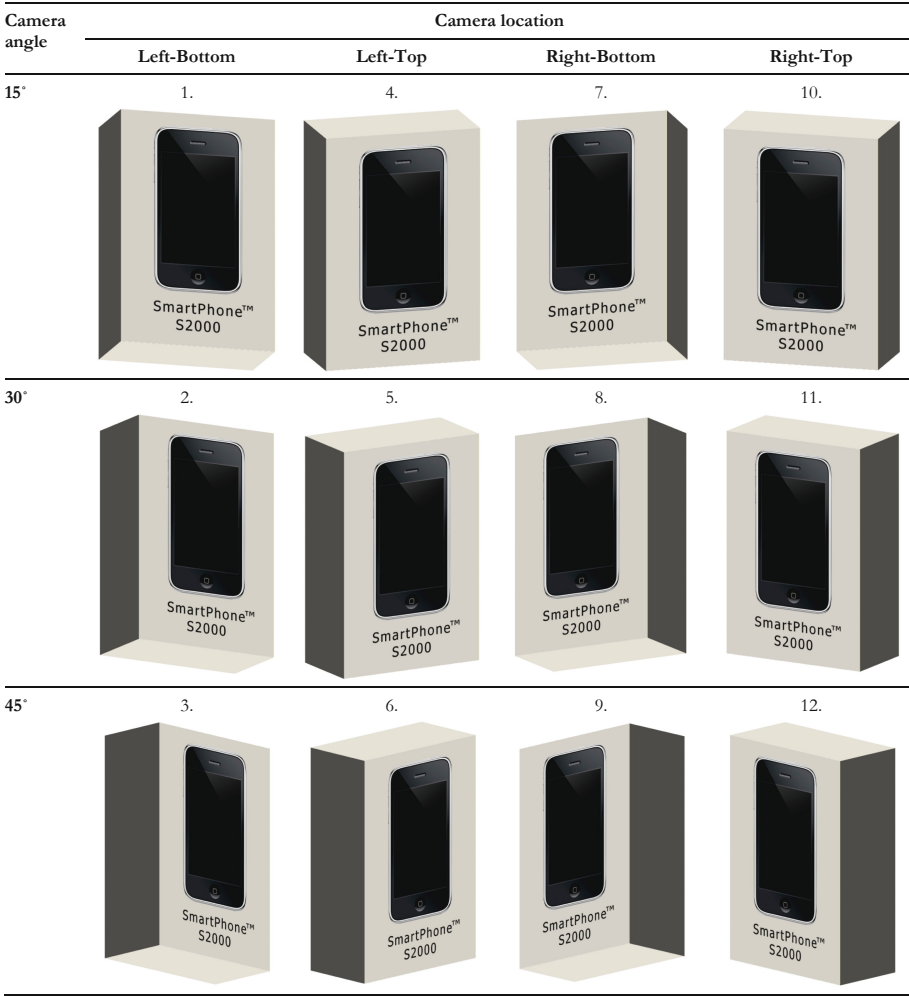 Camera angle
Camera location
Left-Bottom Left-Top Right-Bottom Right-Top
15° 1. 4. 7. 10.
SmartPhone™ S2000
SmartPhone™ S2000
SmartPhone™ S2000
SmartPhone™ S2000
30° 2. 5. 8. 11.
SmartPhone™ S2000
SmartPhone™ S2000
SmartPhone™ S2000
SmartPhone™ S2000
45° 3. 6. 9. 12.
SmartPhone™ S2000
SmartPhone™ S2000
SmartPhone™ S2000
SmartPhone™ S2000